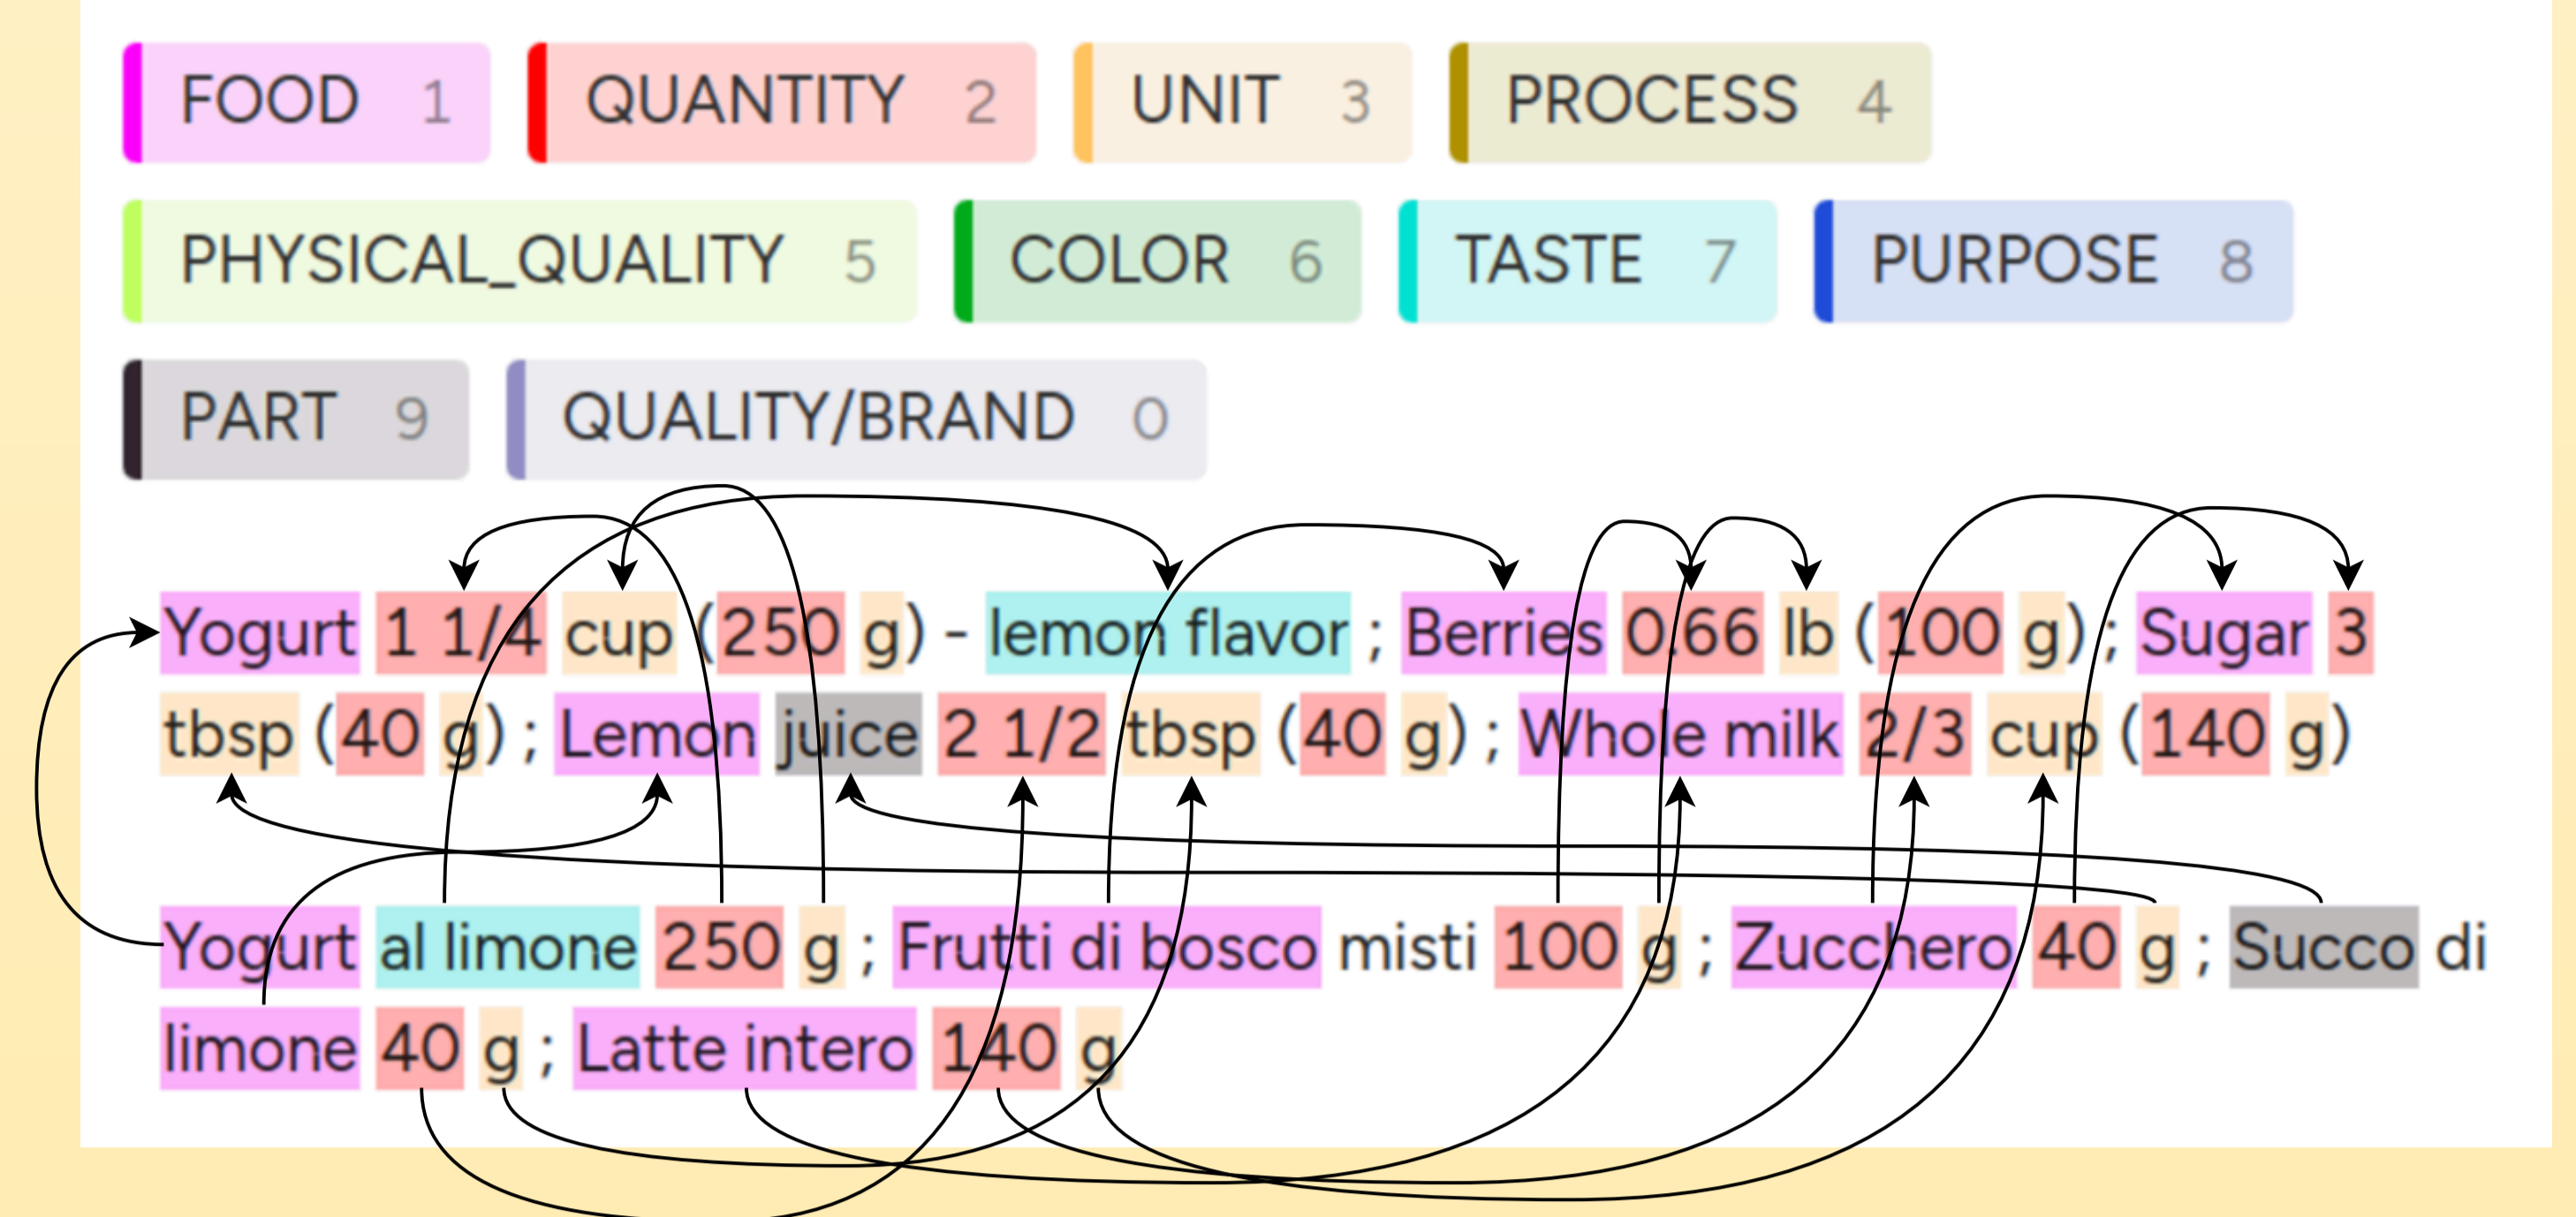 FOOD 1 QUANTITY 2 UNIT 3 PROCESS 4
PHYSICAL_QUALITY 5 COLOR 6 TASTE 7 PURPOSE 8
PART 9 QUALITY/BRAND 0
Yogurt 1 1/4 cup (250 g) - lemon flavor ; Berries 0.66 lb (100 g) ; Sugar 3
tbsp (40 g) ; Lemon juice 2 1/2 tbsp (40 g) ; Whole milk 2/3 cup (140 g)
Yogurt al limone 250 g ; Frutti di bosco misti 100 g ; Zucchero 40 g ; Succo di
limone 40 g ; Latte intero 140 g